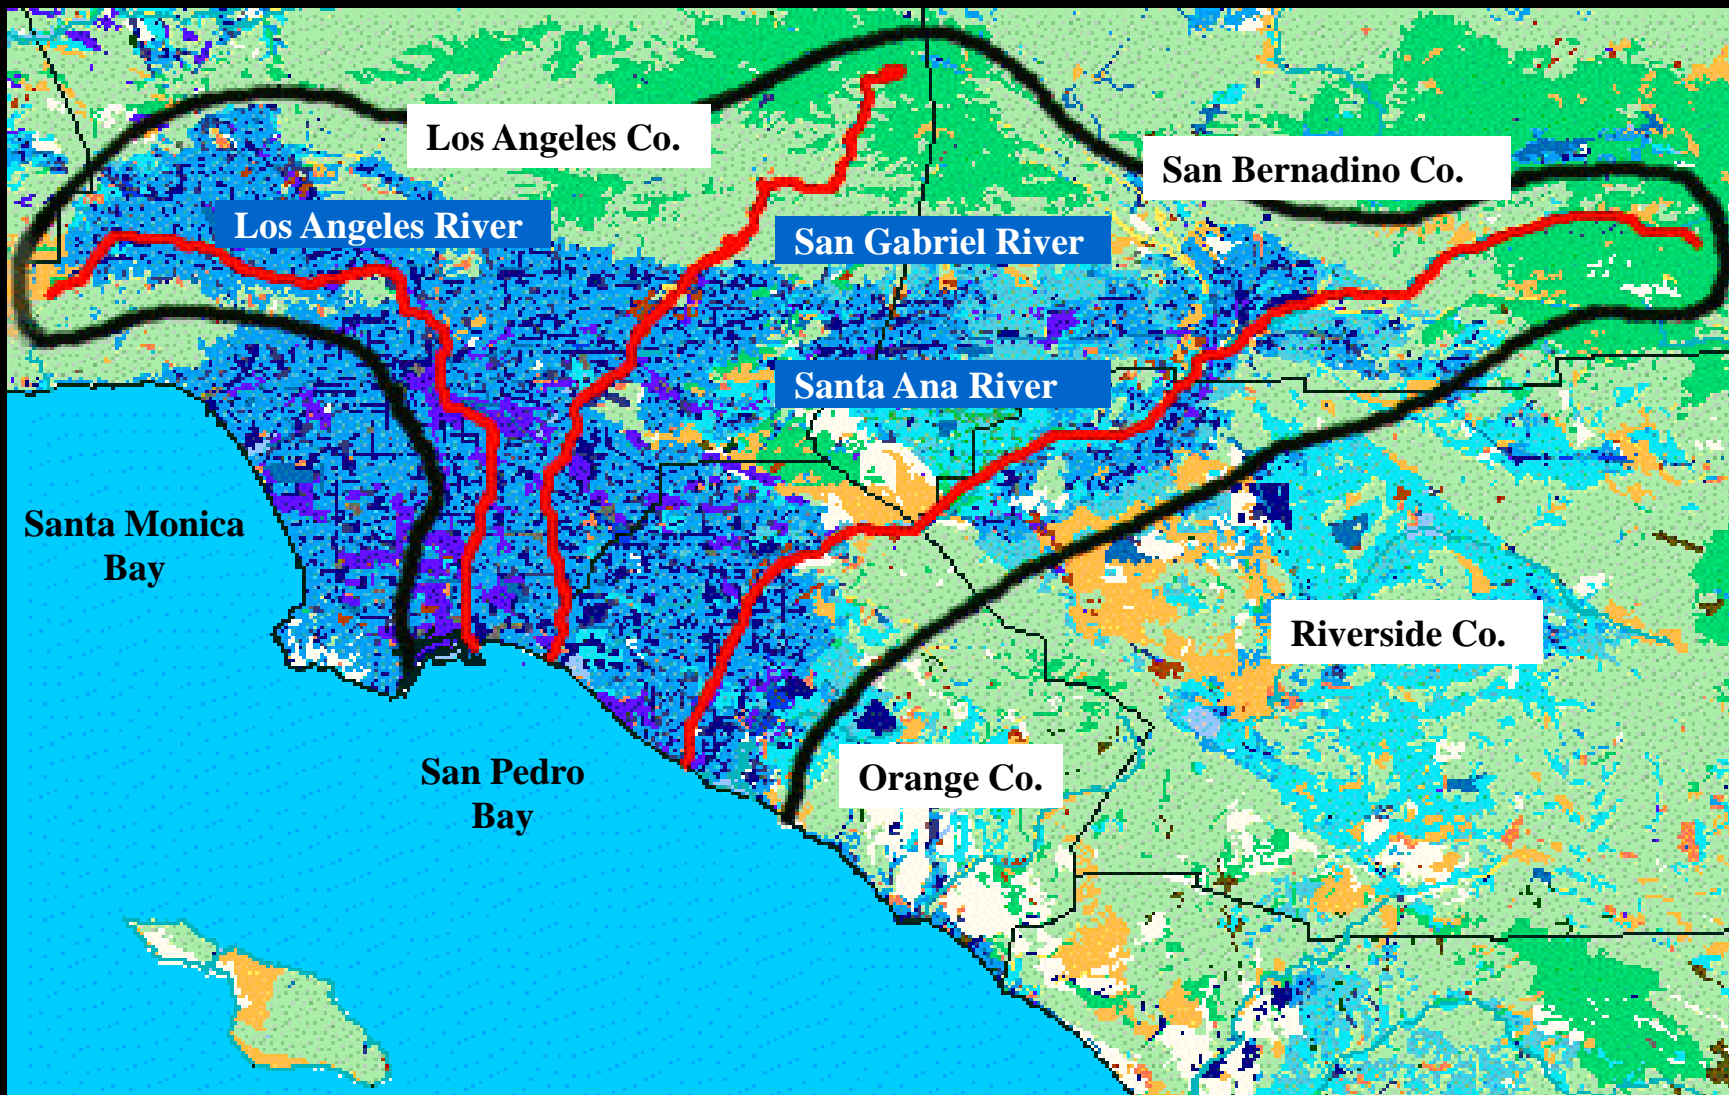 Los Angeles Co.
San Bernadino Co.
Los Angeles River
San Gabriel River
Santa Ana River
Santa Monica
Bay
Riverside Co.
San Pedro
Bay
Orange Co.